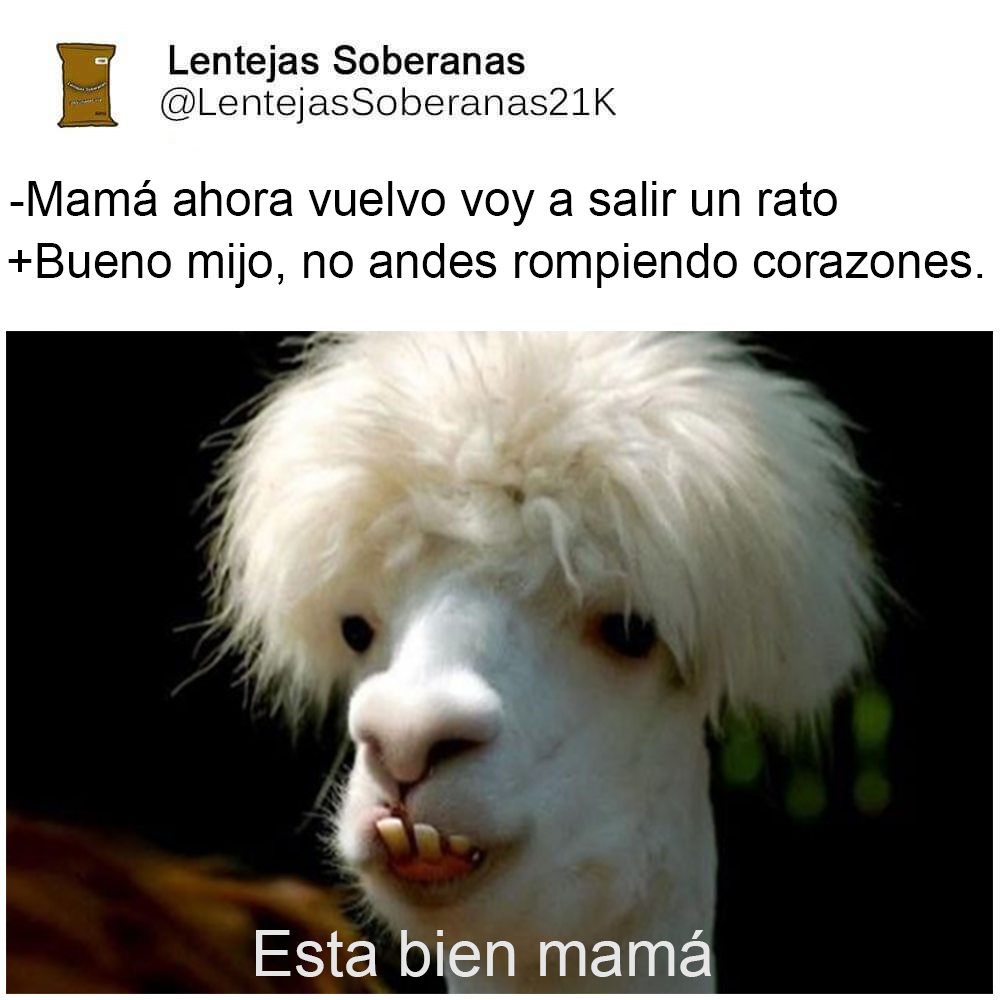 Lentejas Soberanas
@LentejasSoberanas21K
-Mamá ahora vuelvo voy a salir un rato
+Bueno mijo, no andes rompiendo corazones.
Esta bien mamá